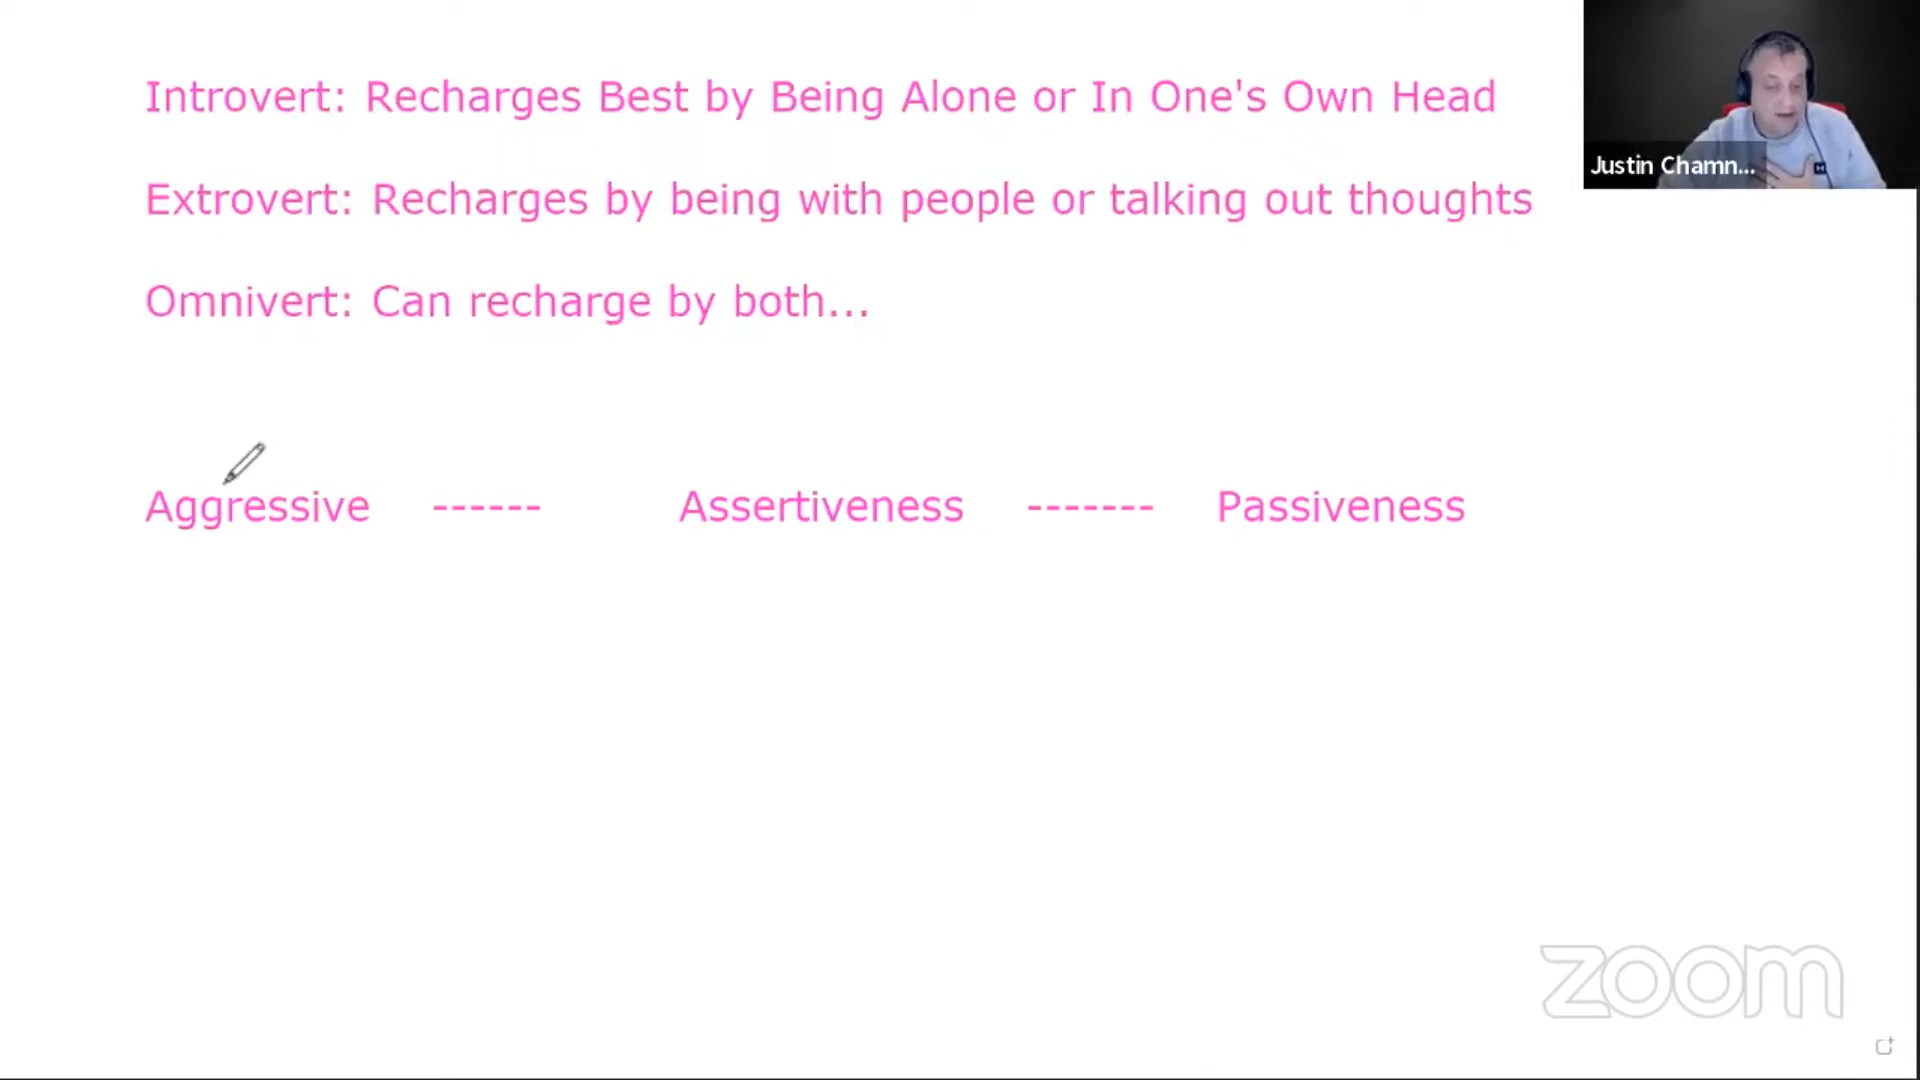 Introvert: Recharges Best by Being Alone or In One's Own Head
Justin Chamn...
Extrovert: Recharges by being with people or talking out thoughts
Omnivert: Can recharge by both...
Aggressive ------ Assertiveness ------- Passiveness
zoom